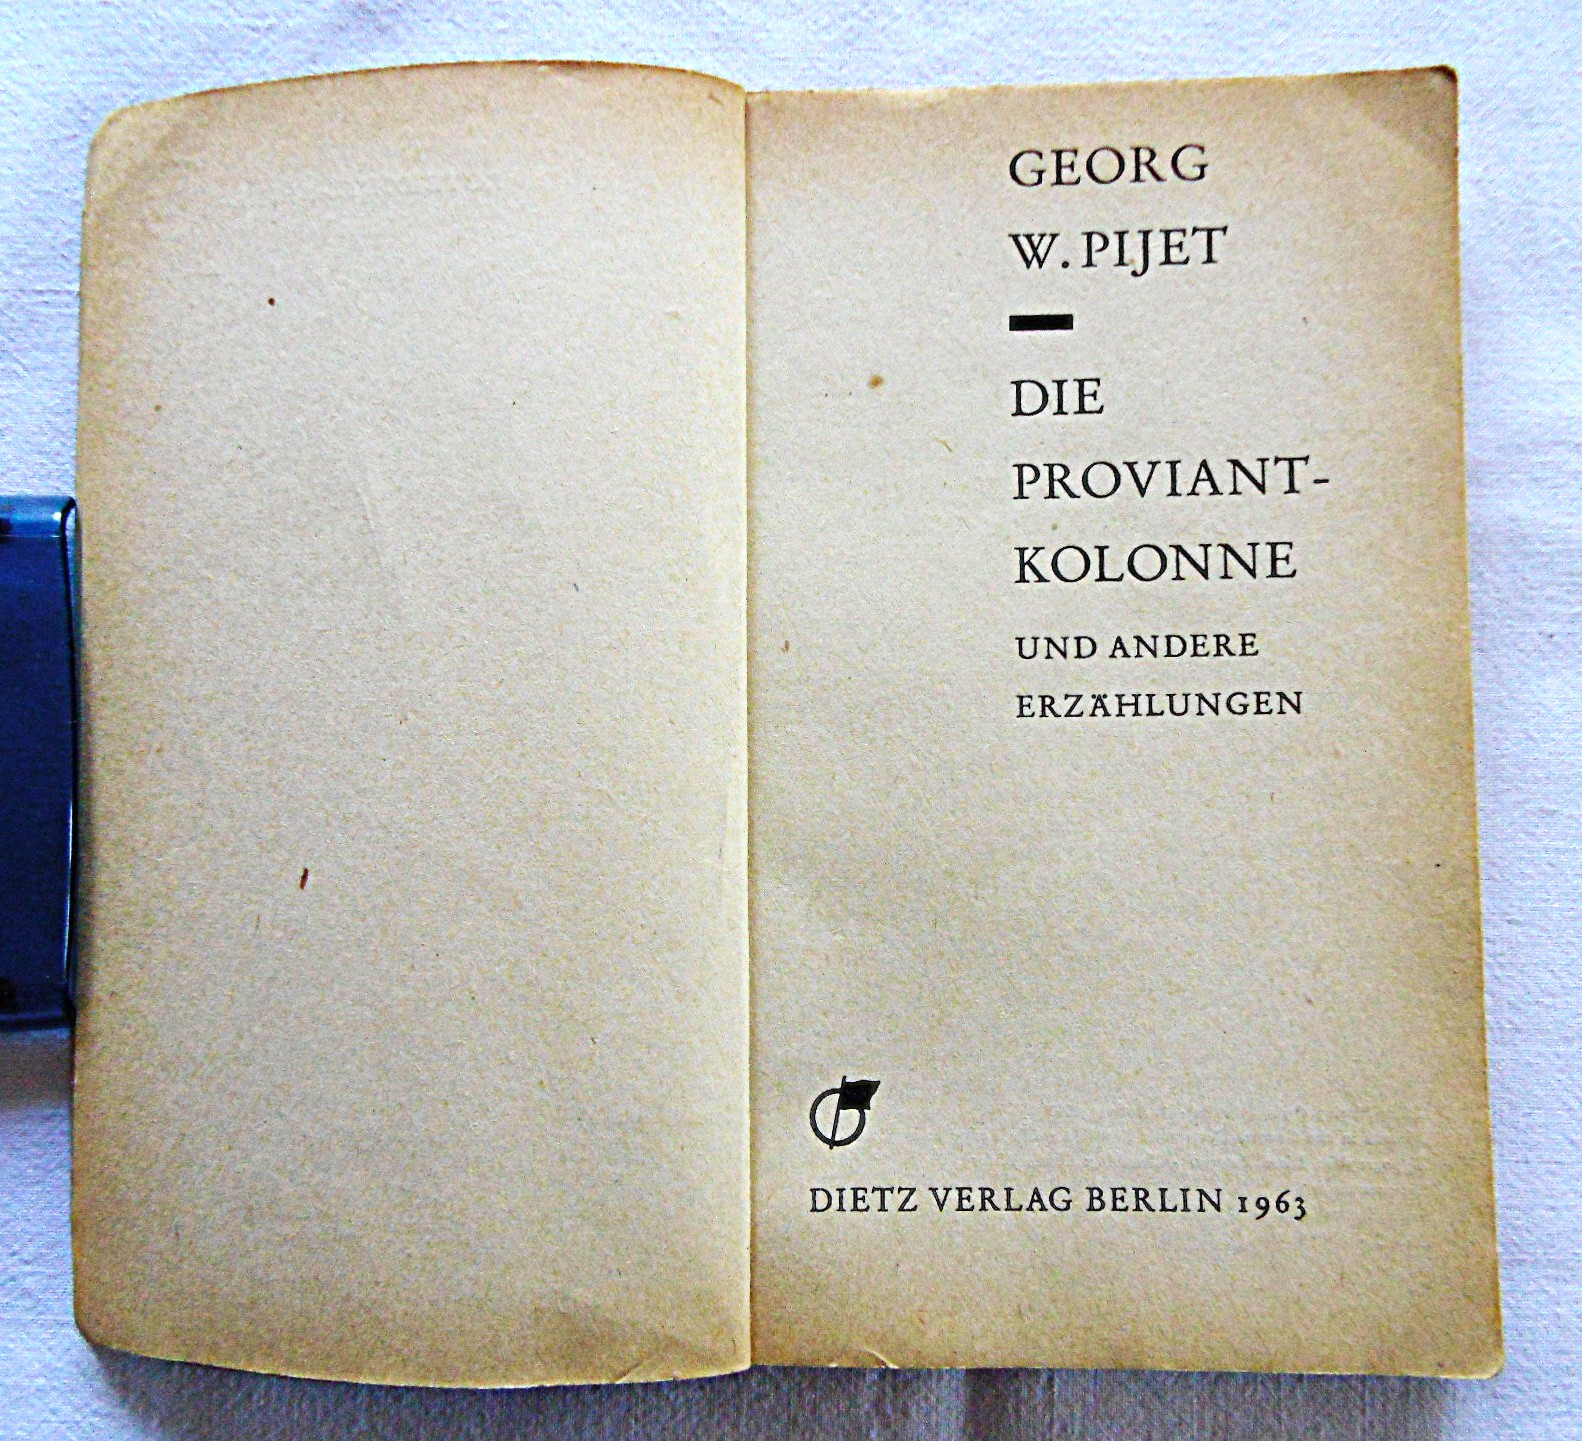 GEORG
W. PIJET
DIE
PROVIANT-
KOLONNE
UND ANDERE
ERZÄHLUNGEN
DIETZ VERLAG BERLIN 1963